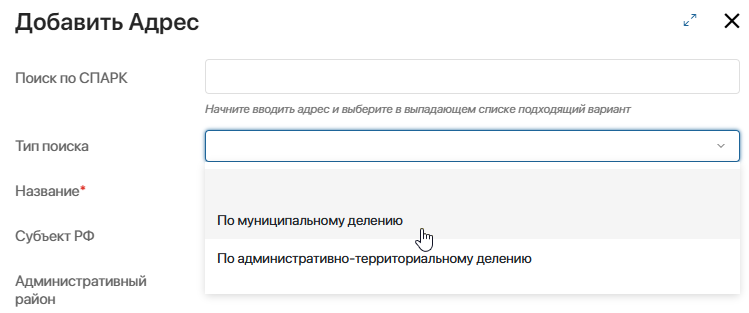 Добавить Адрес
Поиск по СПАРК
Начните вводить адрес и выберите в выпадающем списке подходящий вариант
Тип поиска
Название*
По муниципальному делению
Субъект РФ
По административно-территориальному делению
Административный
район